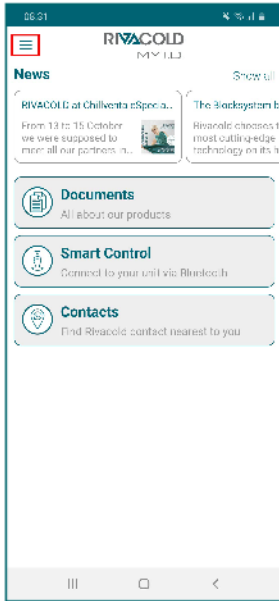 06:31
RIVACOLD
MY I.D
News
Show all
RIVACOLD at Chillventa eSpecia..
From 13 to 15 October
we were supposed to
meet all our partners in..
The Blocksystem b
Rivacold chooses t
most cutting-edge
technology on its h
Documents
All about our products
Smart Control
Connect to your unit via Bluetooth
Contacts
Find Rivacold contact nearest to you